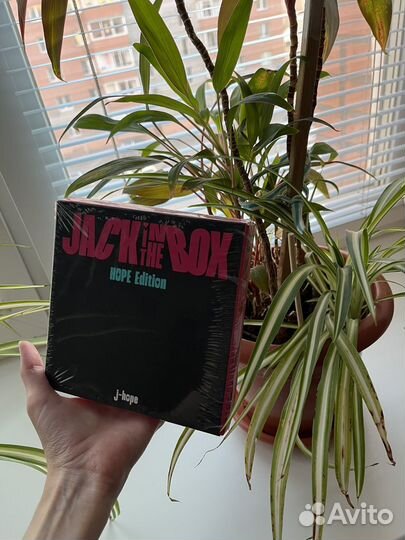 JACK IN THE BOX
HOPE Edition
j-hope
Avito